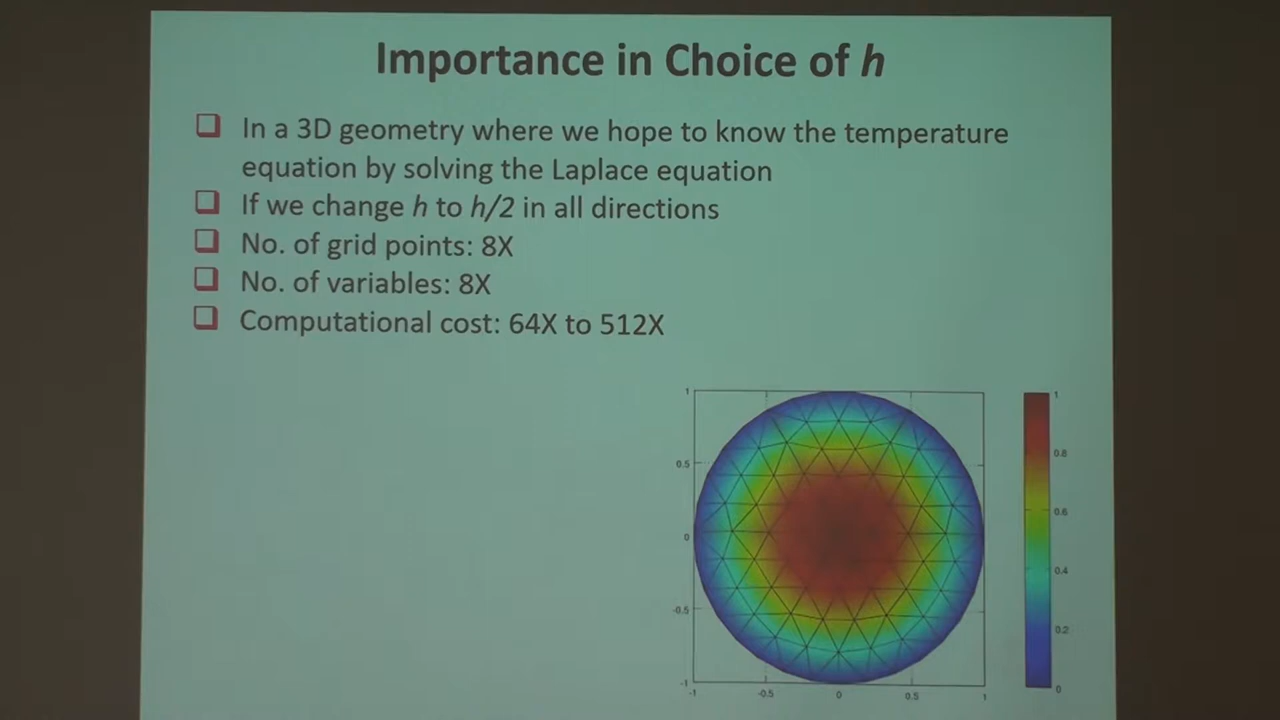 Importance in Choice of h
In a 3D geometry where we hope to know the temperature
equation by solving the Laplace equation
If we change h to h/2 in all directions
No. of grid points: 8X
No. of variables: 8X
Computational cost: 64X to 512X
1
0.5
0
-0.5
-1
-1
-0.5
0
0.5
1
1
0.8
0.6
0.4
0.2
0